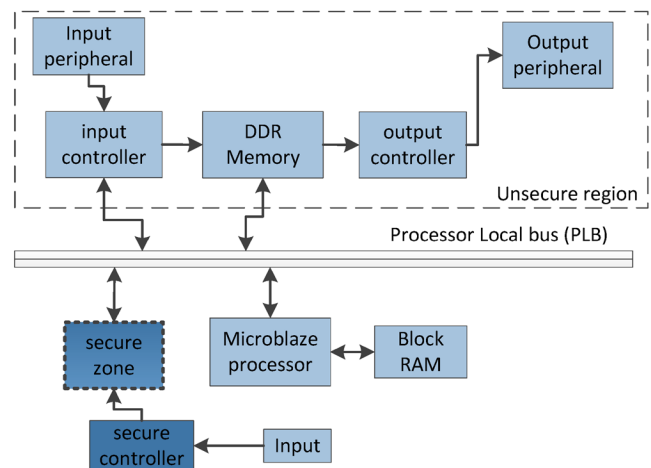 Input
peripheral
Output
peripheral
input
controller
DDR
Memory
output
controller
Unsecure region
Processor Local bus (PLB)
secure
zone
Microblaze
processor
Block
RAM
secure
controller
Input